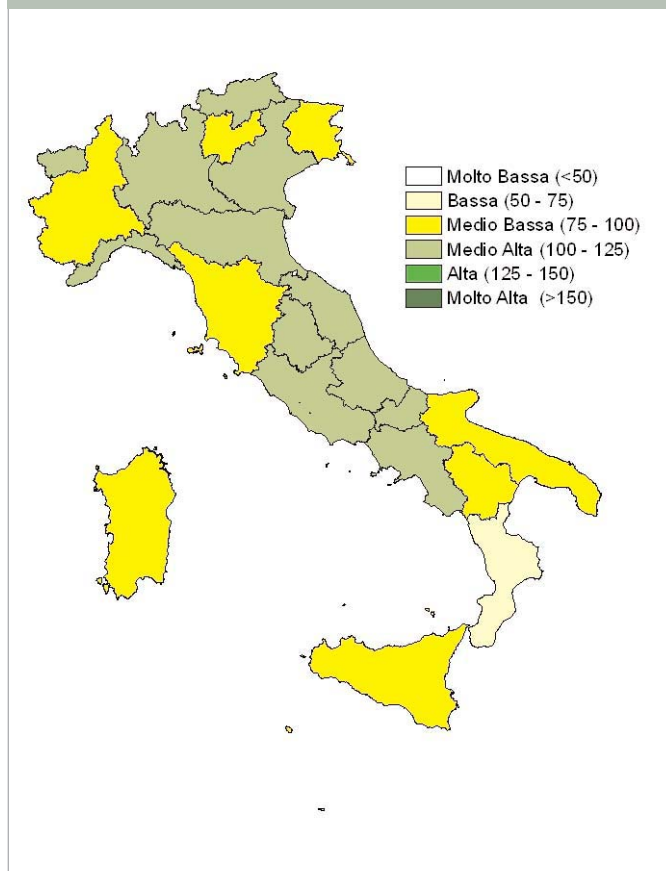 Molto Bassa (<50)
Bassa (50 - 75)
Medio Bassa (75 - 100)
Medio Alta (100 - 125)
Alta (125 - 150)
Molto Alta (>150)